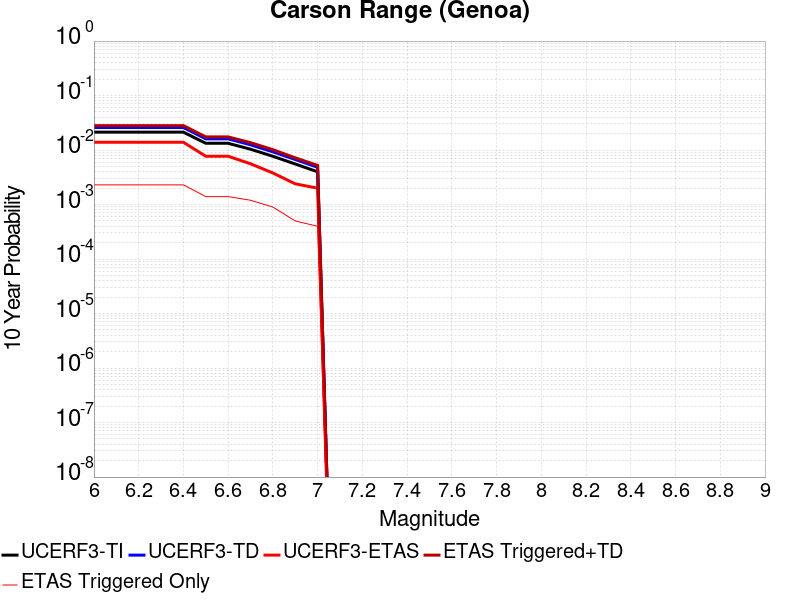 Carson Range (Genoa)
10^0
10^-1
10^-2
10^-3
10^-4
10^-5
10^-6
10^-7
10^-8
10 Year Probability
6 6.2 6.4 6.6 6.8 7 7.2 7.4 7.6 7.8 8 8.2 8.4 8.6 8.8 9
Magnitude
UCERF3-TI UCERF3-TD UCERF3-ETAS ETAS Triggered+TD
ETAS Triggered Only